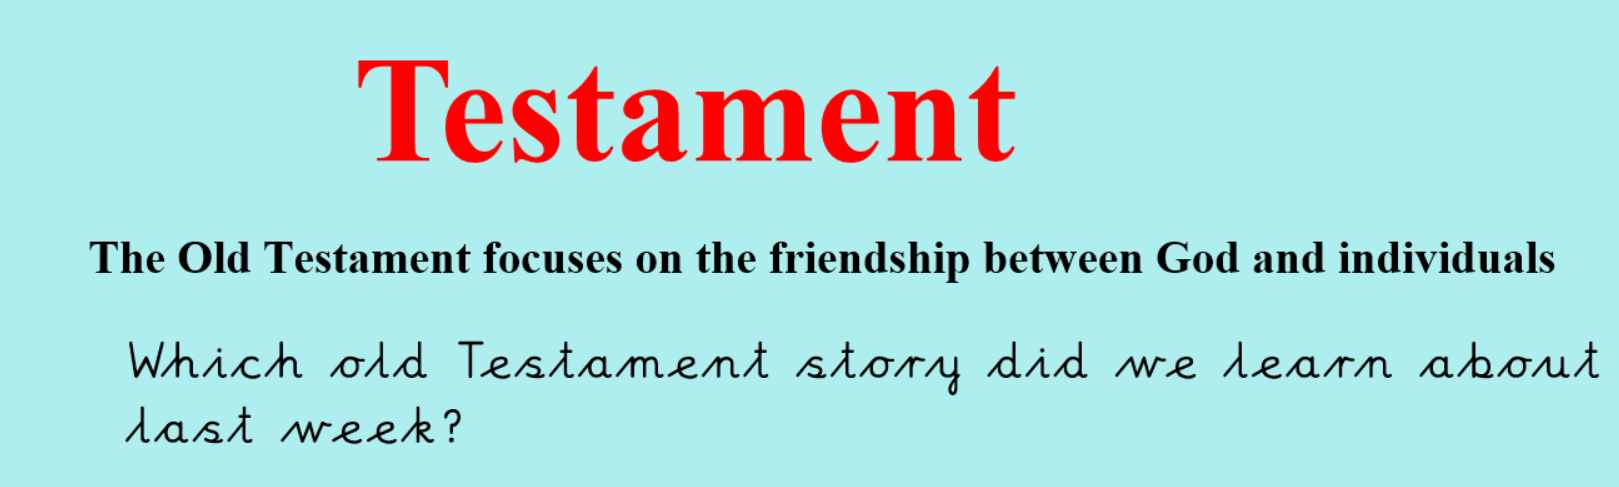 Testament
The Old Testament focuses on the friendship between God and individuals
Which old Testament story did we learn about
last week?